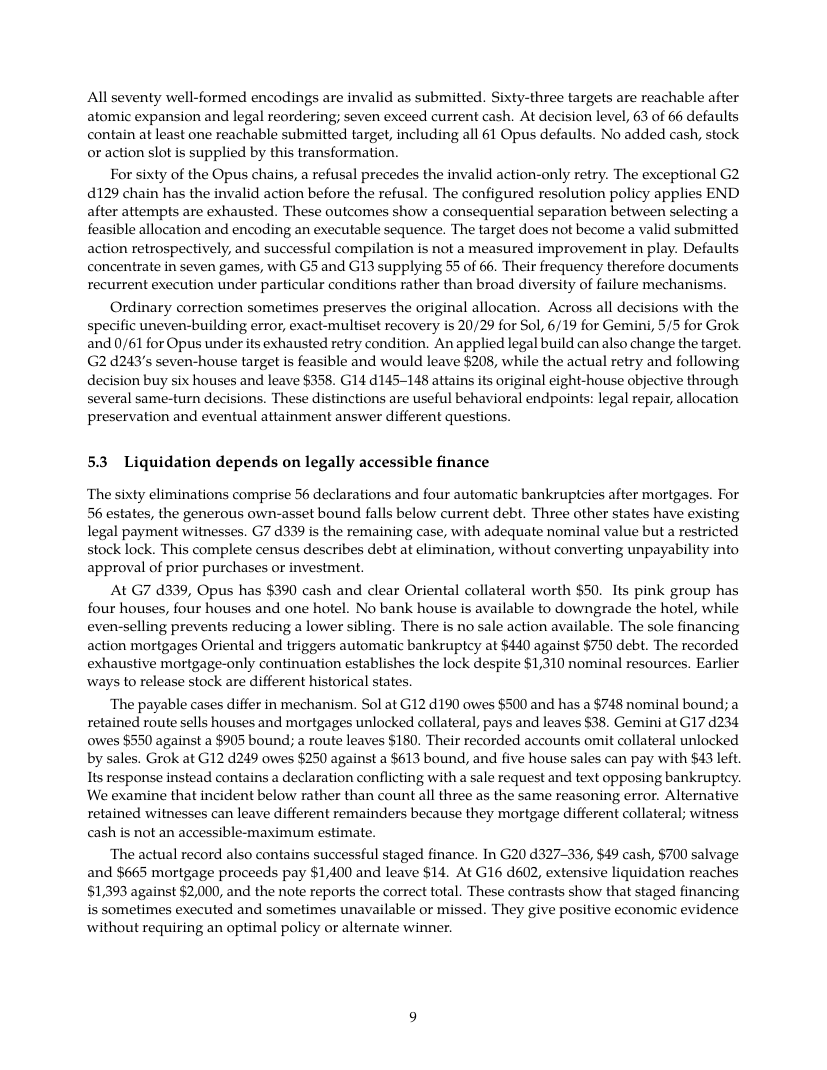 All seventy well-formed encodings are invalid as submitted. Sixty-three targets are reachable after
atomic expansion and legal reordering; seven exceed current cash. At decision level, 63 of 66 defaults
contain at least one reachable submitted target, including all 61 Opus defaults. No added cash, stock
or action slot is supplied by this transformation.
For sixty of the Opus chains, a refusal precedes the invalid action-only retry. The exceptional G2
d129 chain has the invalid action before the refusal. The configured resolution policy applies END
after attempts are exhausted. These outcomes show a consequential separation between selecting a
feasible allocation and encoding an executable sequence. The target does not become a valid submitted
action retrospectively, and successful compilation is not a measured improvement in play. Defaults
concentrate in seven games, with G5 and G13 supplying 55 of 66. Their frequency therefore documents
recurrent execution under particular conditions rather than broad diversity of failure mechanisms.
Ordinary correction sometimes preserves the original allocation. Across all decisions with the
specific uneven-building error, exact-multiset recovery is 20/29 for Sol, 6/19 for Gemini, 5/5 for Grok
and 0/61 for Opus under its exhausted retry condition. An applied legal build can also change the target.
G2 d243’s seven-house target is feasible and would leave $208, while the actual retry and following
decision buy six houses and leave $358. G14 d145–148 attains its original eight-house objective through
several same-turn decisions. These distinctions are useful behavioral endpoints: legal repair, allocation
preservation and eventual attainment answer different questions.
5.3 Liquidation depends on legally accessible finance
The sixty eliminations comprise 56 declarations and four automatic bankruptcies after mortgages. For
56 estates, the generous own-asset bound falls below current debt. Three other states have existing
legal payment witnesses. G7 d339 is the remaining case, with adequate nominal value but a restricted
stock lock. This complete census describes debt at elimination, without converting unpayability into
approval of prior purchases or investment.
At G7 d339, Opus has $390 cash and clear Oriental collateral worth $50. Its pink group has
four houses, four houses and one hotel. No bank house is available to downgrade the hotel, while
even-selling prevents reducing a lower sibling. There is no sale action available. The sole financing
action mortgages Oriental and triggers automatic bankruptcy at $440 against $750 debt. The recorded
exhaustive mortgage-only continuation establishes the lock despite $1,310 nominal resources. Earlier
ways to release stock are different historical states.
The payable cases differ in mechanism. Sol at G12 d190 owes $500 and has a $748 nominal bound; a
retained route sells houses and mortgages unlocked collateral, pays and leaves $38. Gemini at G17 d234
owes $550 against a $905 bound; a route leaves $180. Their recorded accounts omit collateral unlocked
by sales. Grok at G12 d249 owes $250 against a $613 bound, and five house sales can pay with $43 left.
Its response instead contains a declaration conflicting with a sale request and text opposing bankruptcy.
We examine that incident below rather than count all three as the same reasoning error. Alternative
retained witnesses can leave different remainders because they mortgage different collateral; witness
cash is not an accessible-maximum estimate.
The actual record also contains successful staged finance. In G20 d327–336, $49 cash, $700 salvage
and $665 mortgage proceeds pay $1,400 and leave $14. At G16 d602, extensive liquidation reaches
$1,393 against $2,000, and the note reports the correct total. These contrasts show that staged financing
is sometimes executed and sometimes unavailable or missed. They give positive economic evidence
without requiring an optimal policy or alternate winner.
9